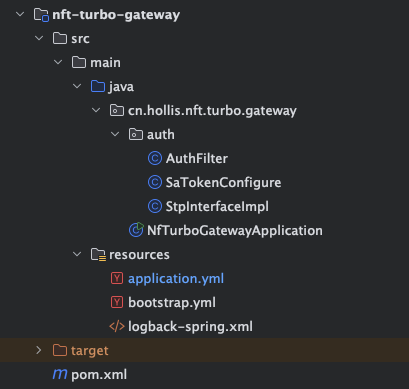 nft-turbo-gateway
src
main
java
cn.hollis.nft.turbo.gateway
auth
AuthFilter
SaTokenConfigure
StpInterfaceImpl
NfTurboGatewayApplication
resources
application.yml
bootstrap.yml
logback-spring.xml
target
pom.xml